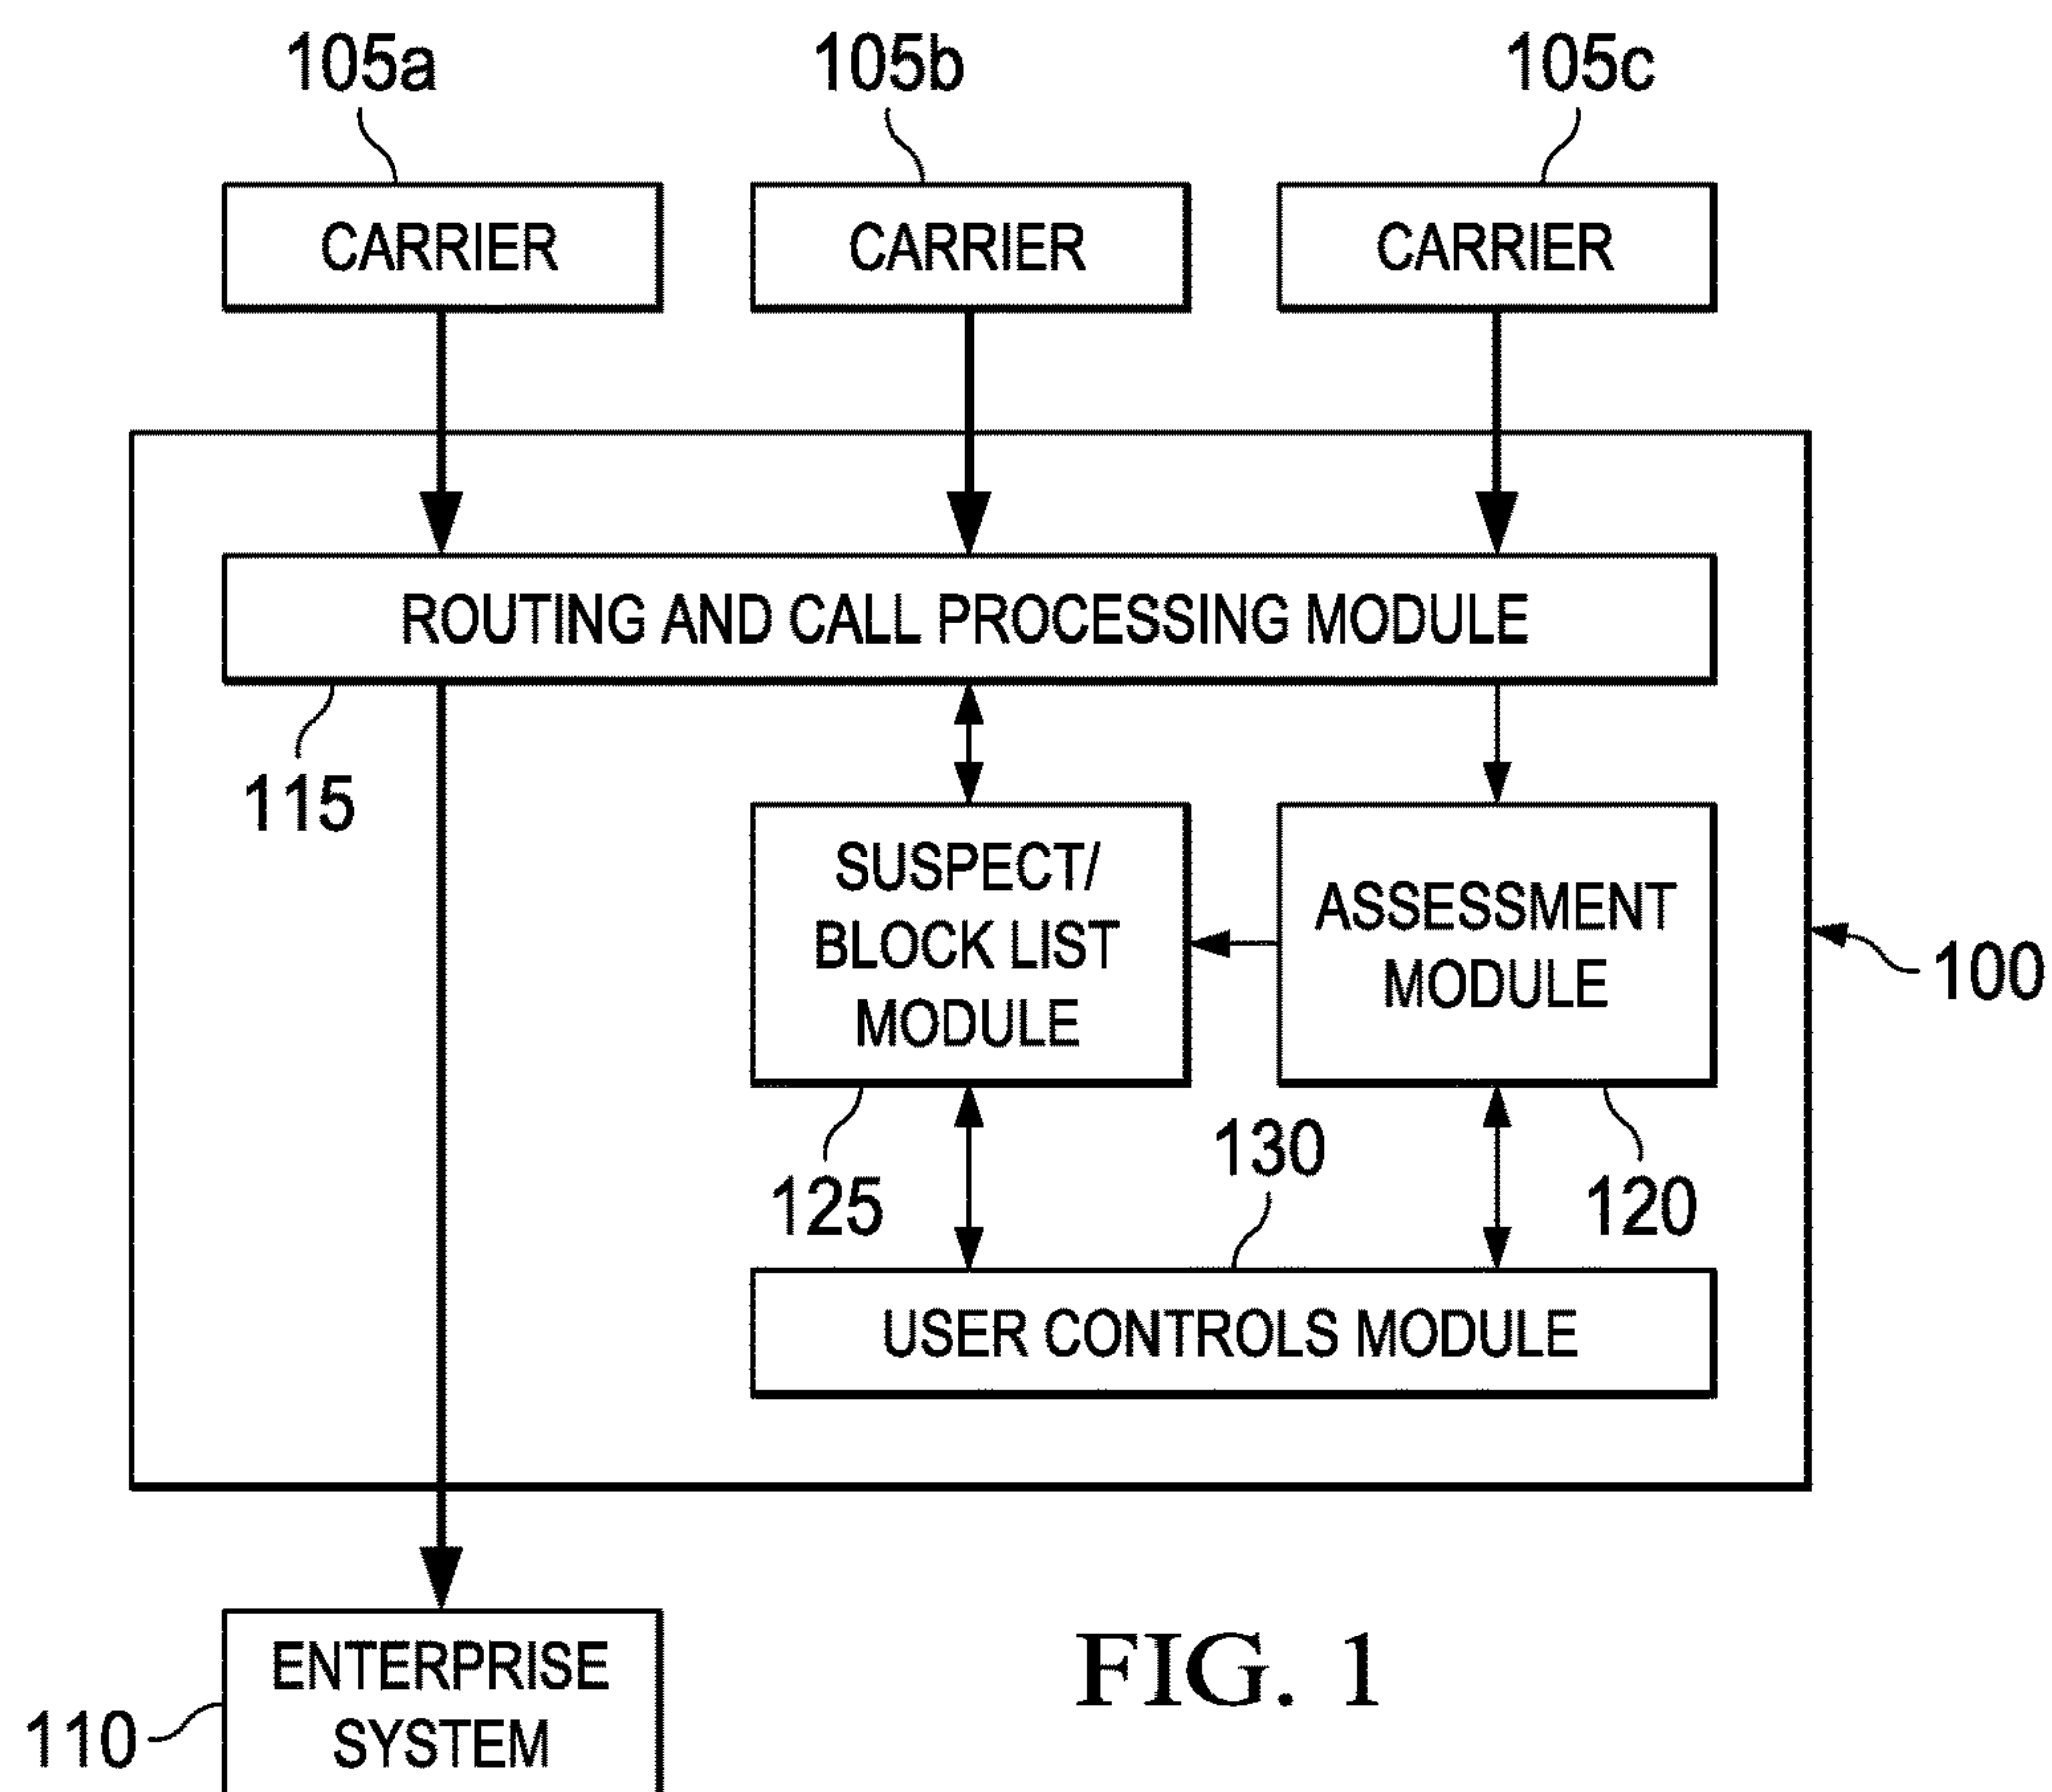 105a
105b
105c
CARRIER
CARRIER
CARRIER
ROUTING AND CALL PROCESSING MODULE
115
SUSPECT/
BLOCK LIST
MODULE
ASSESSMENT
MODULE
100
125
130
120
USER CONTROLS MODULE
ENTERPRISE
SYSTEM
110
FIG. 1